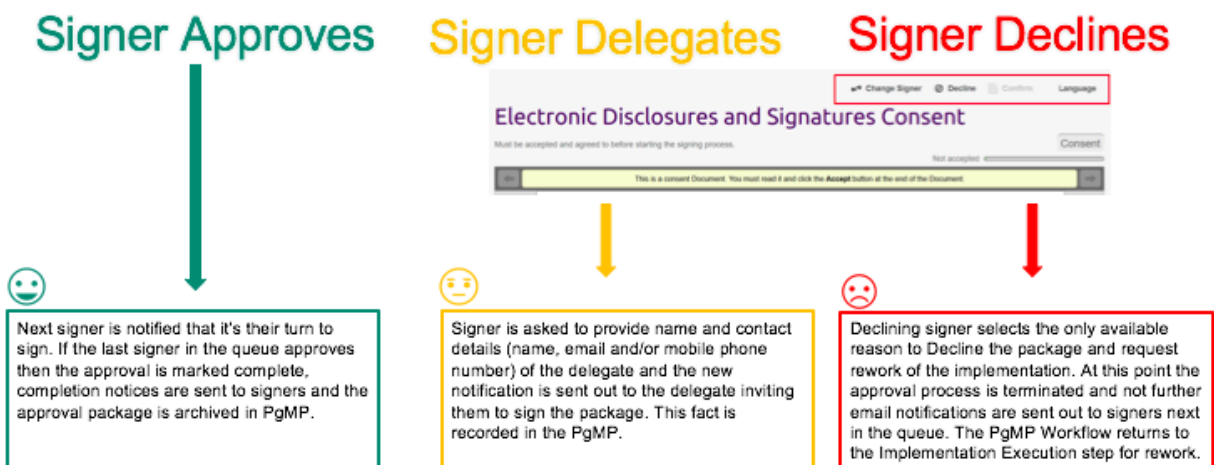 Signer Approves
Signer Delegates
Signer Declines
Change Signer Decline Confirm Language
Electronic Disclosures and Signatures Consent
Must be accepted and agreed to before starting the signing process.
Consent
Not accepted
This is a consent Document. You must read it and click the Accept button at the end of the Document
Next signer is notified that it's their turn to
sign. If the last signer in the queue approves
then the approval is marked complete,
completion notices are sent to signers and the
approval package is archived in PgMP.
Signer is asked to provide name and contact
details (name, email and/or mobile phone
number) of the delegate and the new
notification is sent out to the delegate inviting
them to sign the package. This fact is
recorded in the PgMP.
Declining signer selects the only available
reason to Decline the package and request
rework of the implementation. At this point the
approval process is terminated and not further
email notifications are sent out to signers next
in the queue. The PgMP Workflow returns to
the Implementation Execution step for rework.